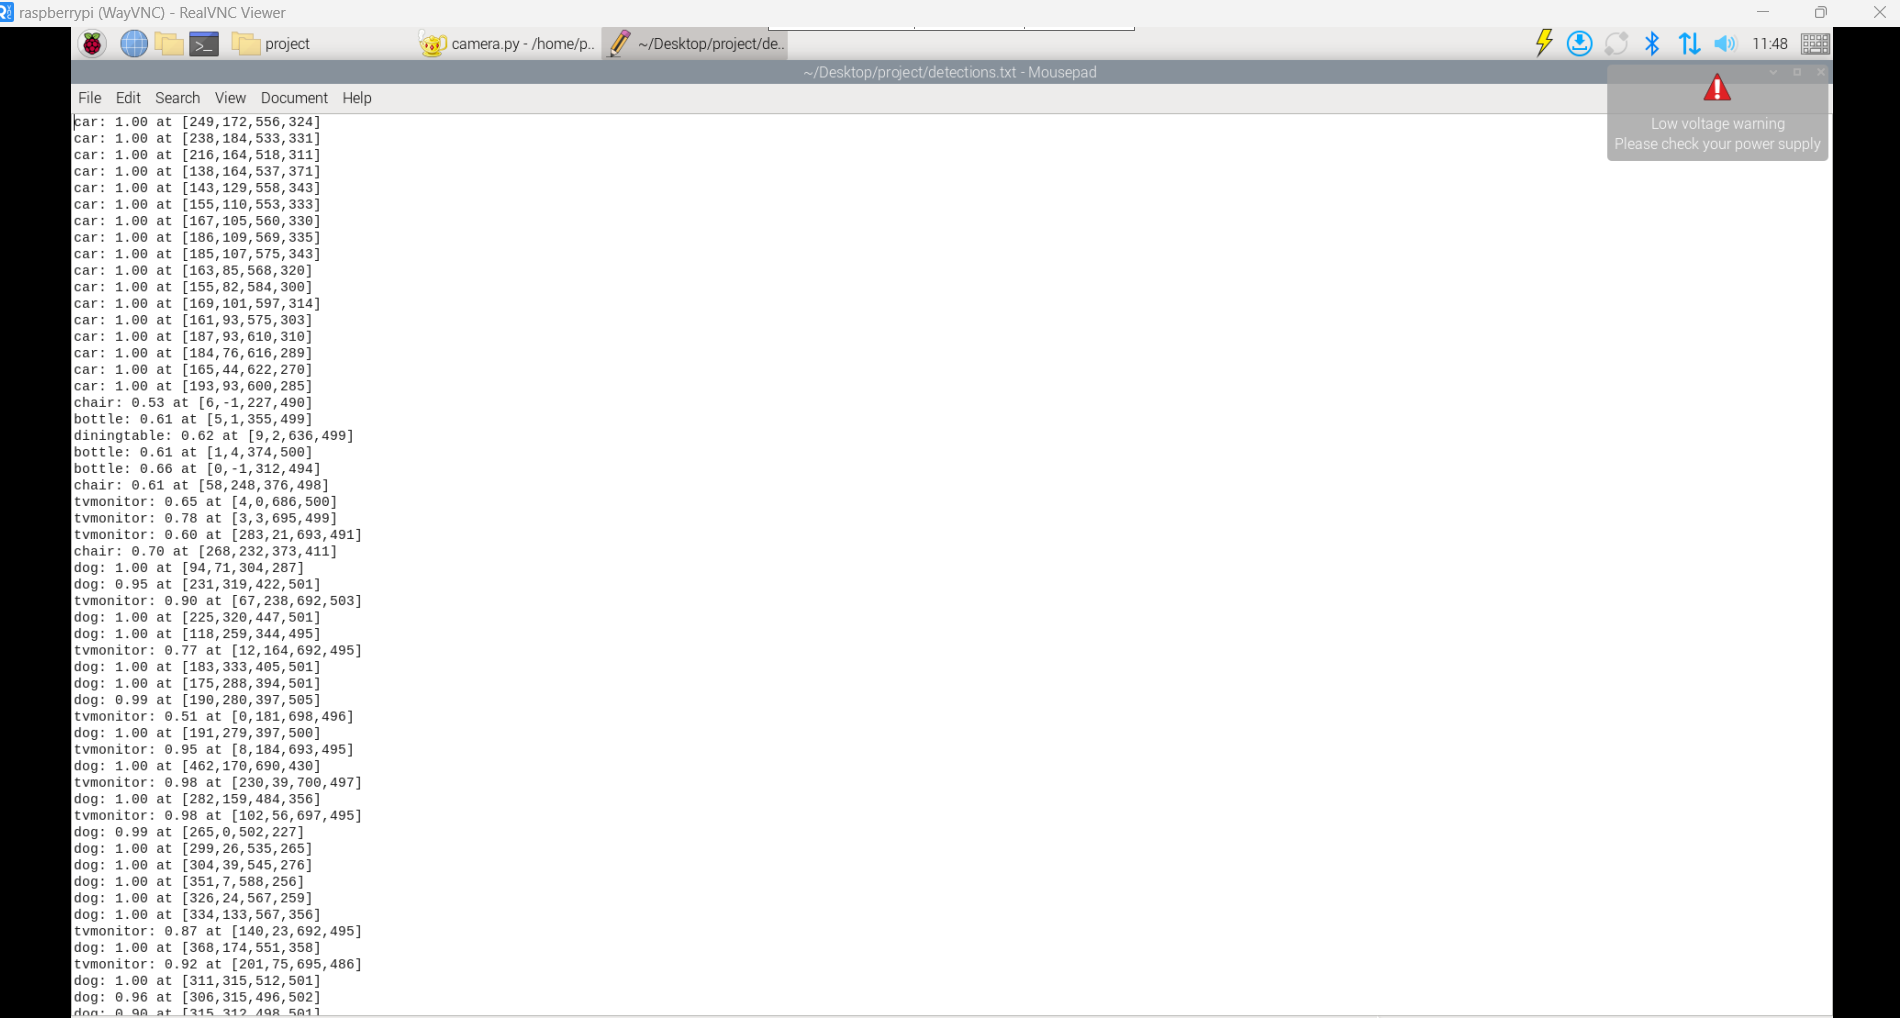 raspberrypi (WayVNC) - RealVNC Viewer
project
camera.py - /home/p..
~/Desktop/project/de..
11:48
~/Desktop/project/detections.txt - Mousepad
File Edit Search View Document Help
Low voltage warning
Please check your power supply
car: 1.00 at [249,172,556,324]
car: 1.00 at [238,184,533,331]
car: 1.00 at [216,164,518,311]
car: 1.00 at [138,164,537,371]
car: 1.00 at [143,129,558,343]
car: 1.00 at [155,110,553,333]
car: 1.00 at [167,105,560,330]
car: 1.00 at [186,109,569,335]
car: 1.00 at [185,107,575,343]
car: 1.00 at [163,85,568,320]
car: 1.00 at [155,82,584,300]
car: 1.00 at [169,101,597,314]
car: 1.00 at [161,93,575,303]
car: 1.00 at [187,93,610,310]
car: 1.00 at [184,76,616,289]
car: 1.00 at [165,44,622,270]
car: 1.00 at [193,93,600,285]
chair: 0.53 at [6,-1,227,490]
bottle: 0.61 at [5,1,355,499]
diningtable: 0.62 at [9,2,636,499]
bottle: 0.61 at [1,4,374,500]
bottle: 0.66 at [0,-1,312,494]
chair: 0.61 at [58,248,376,498]
tvmonitor: 0.65 at [4,0,686,500]
tvmonitor: 0.78 at [3,3,695,499]
tvmonitor: 0.60 at [283,21,693,491]
chair: 0.70 at [268,232,373,411]
dog: 1.00 at [94,71,304,287]
dog: 0.95 at [231,319,422,501]
tvmonitor: 0.90 at [67,238,692,503]
dog: 1.00 at [225,320,447,501]
dog: 1.00 at [118,259,344,495]
tvmonitor: 0.77 at [12,164,692,495]
dog: 1.00 at [183,333,405,501]
dog: 1.00 at [175,288,394,501]
dog: 0.99 at [190,280,397,505]
tvmonitor: 0.51 at [0,181,698,496]
dog: 1.00 at [191,279,397,500]
tvmonitor: 0.95 at [8,184,693,495]
dog: 1.00 at [462,170,690,430]
tvmonitor: 0.98 at [230,39,700,497]
dog: 1.00 at [282,159,484,356]
tvmonitor: 0.98 at [102,56,697,495]
dog: 0.99 at [265,0,502,227]
dog: 1.00 at [299,26,535,265]
dog: 1.00 at [304,39,545,276]
dog: 1.00 at [351,7,588,256]
dog: 1.00 at [326,24,567,259]
dog: 1.00 at [334,133,567,356]
tvmonitor: 0.87 at [140,23,692,495]
dog: 1.00 at [368,174,551,358]
tvmonitor: 0.92 at [201,75,695,486]
dog: 1.00 at [311,315,512,501]
dog: 0.96 at [306,315,496,502]
dog: 0.90 at [315,312,498,501]